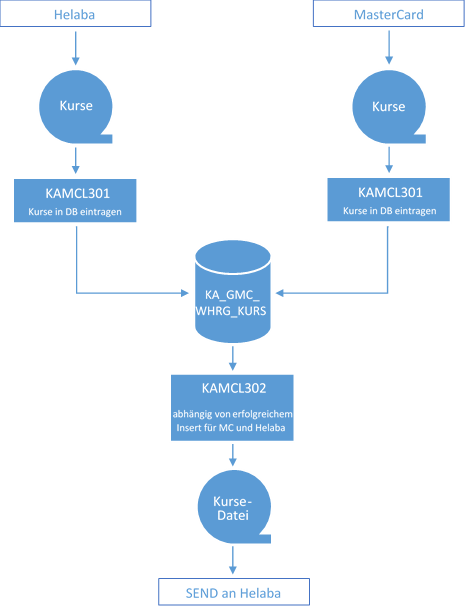 Helaba
MasterCard
Kurse
Kurse
KAMCL301
Kurse in DB eintragen
KAMCL301
Kurse in DB eintragen
KA_GMC_
WHRG_KURS
KAMCL302
abhängig von erfolgreichem
Insert für MC und Helaba
Kurse-
Datei
SEND an Helaba